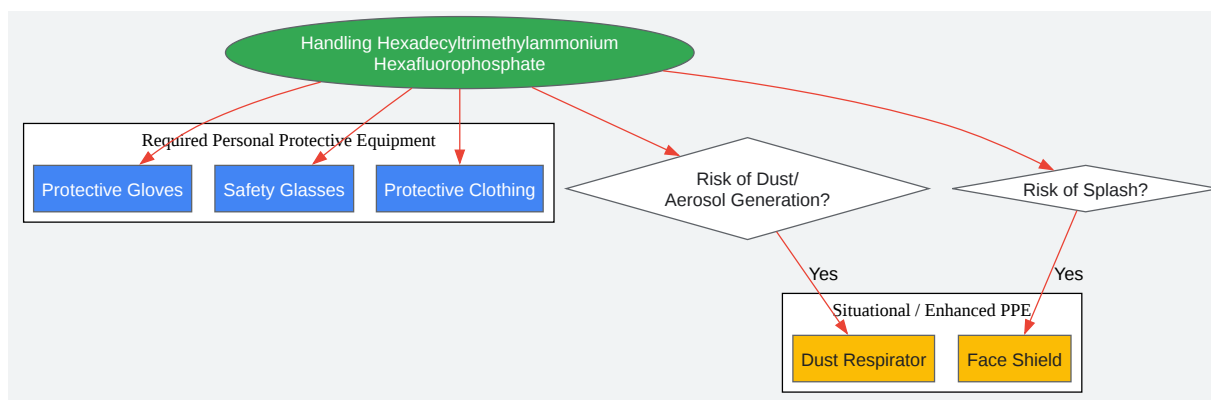 Handling Hexadecyltrimethylammonium
Hexafluorophosphate
Required Personal Protective Equipment
Protective Gloves
Safety Glasses
Protective Clothing
Risk of Dust/
Aerosol Generation?
Risk of Splash?
Yes
Yes
Situational / Enhanced PPE
Dust Respirator
Face Shield